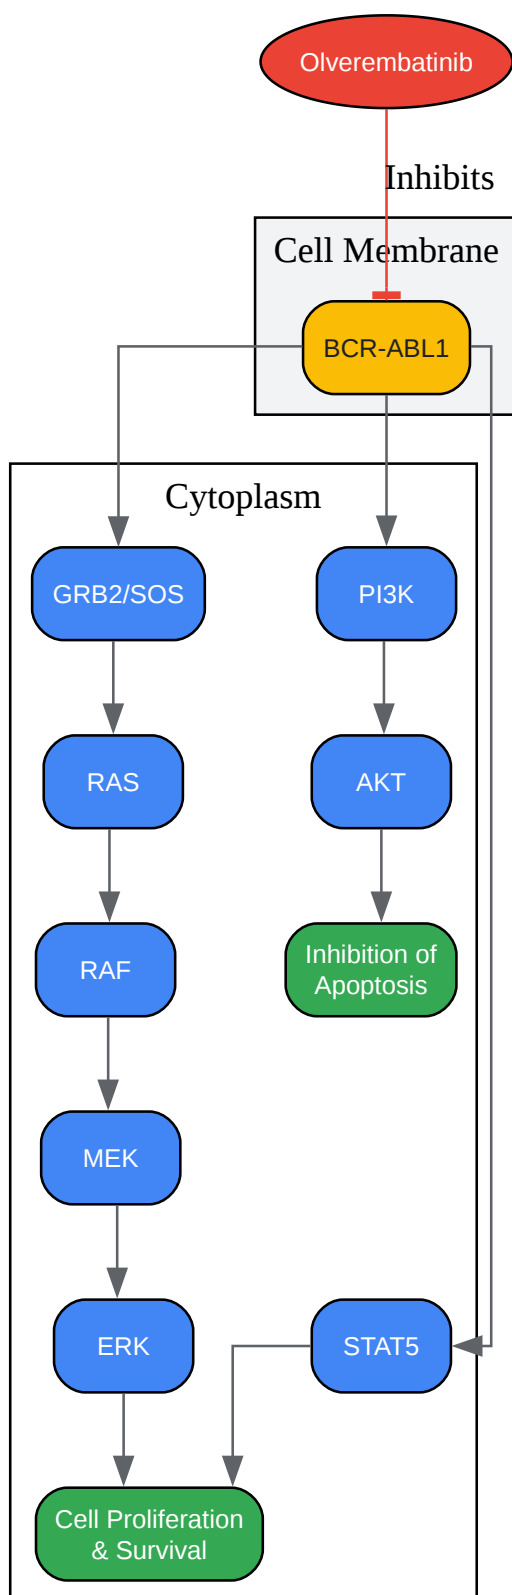 Olverembatinib
Inhibits
Cell Membrane
BCR-ABL1
Cytoplasm
GRB2/SOS
PI3K
RAS
AKT
RAF
Inhibition of
Apoptosis
MEK
ERK
STAT5
Cell Proliferation
& Survival